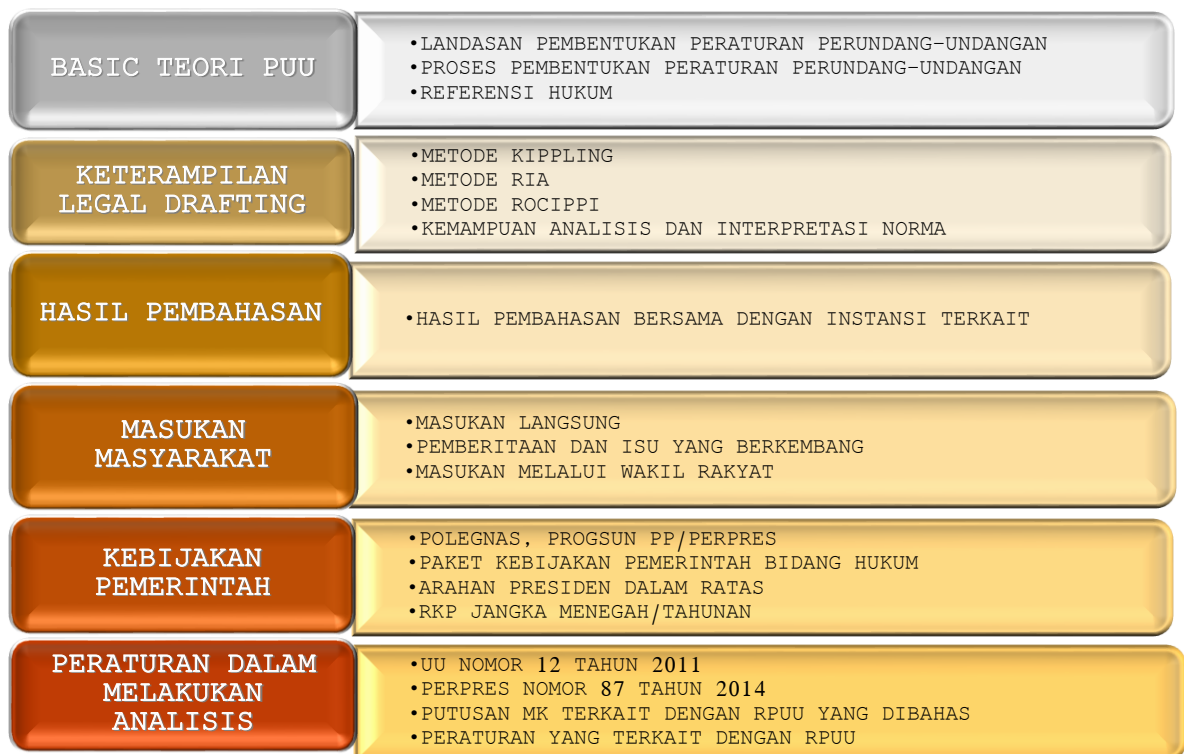 BASIC TEORI PUU
•LANDASAN PEMBENTUKAN PERATURAN PERUNDANG-UNDANGAN
•PROSES PEMBENTUKAN PERATURAN PERUNDANG-UNDANGAN
•REFERENSI HUKUM
KETERAMPILAN
LEGAL DRAFTING
•METODE KIPPLING
•METODE RIA
•METODE ROCIPPI
•KEMAMPUAN ANALISIS DAN INTERPRETASI NORMA
HASIL PEMBAHASAN
•HASIL PEMBAHASAN BERSAMA DENGAN INSTANSI TERKAIT
MASUKAN
MASYARAKAT
•MASUKAN LANGSUNG
•PEMBERITAAN DAN ISU YANG BERKEMBANG
•MASUKAN MELALUI WAKIL RAKYAT
KEBIJAKAN
PEMERINTAH
•POLEGNAS, PROGSUN PP/PERPRES
•PAKET KEBIJAKAN PEMERINTAH BIDANG HUKUM
•ARAHAN PRESIDEN DALAM RATAS
•RKP JANGKA MENEGAH/TAHUNAN
PERATURAN DALAM
MELAKUKAN
ANALISIS
•UU NOMOR 12 TAHUN 2011
•PERPRES NOMOR 87 TAHUN 2014
•PUTUSAN MK TERKAIT DENGAN RPUU YANG DIBAHAS
•PERATURAN YANG TERKAIT DENGAN RPUU